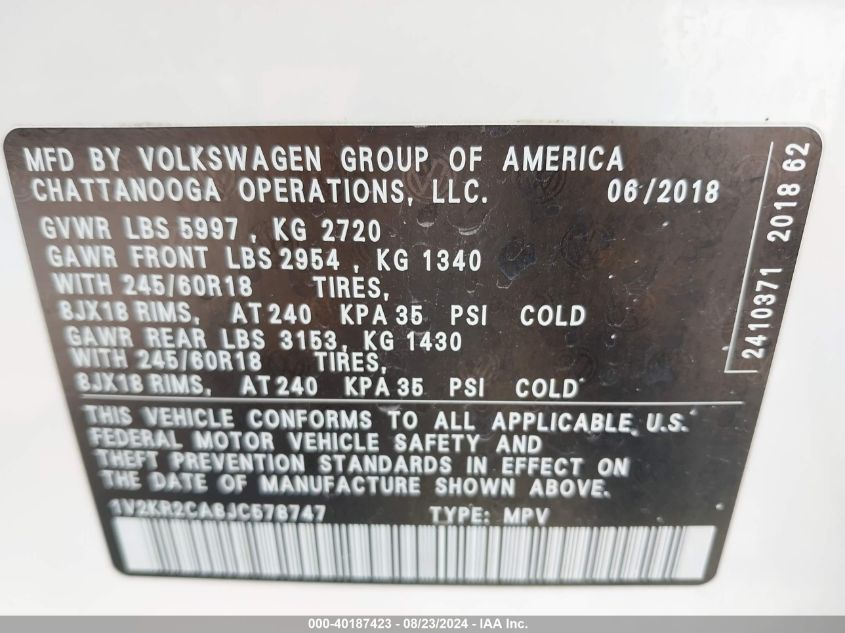 MFD BY VOLKSWAGEN GROUP OF AMERICA
CHATTANOOGA OPERATIONS, LLC. 06/2018
GVWR LBS 5997 , KG 2720
GAWR FRONT LBS 2954 , KG 1340
WITH 245/60R18 TIRES,
8JX18 RIMS, AT 240 KPA 35 PSI COLD
GAWR REAR LBS 3153, KG 1430
WITH 245/60R18 TIRES,
8JX18 RIMS, AT 240 KPA 35 PSI COLD
THIS VEHICLE CONFORMS TO ALL APPLICABLE U.S.
FEDERAL MOTOR VEHICLE SAFETY AND
THEFT PREVENTION STANDARDS IN EFFECT ON
THE DATE OF MANUFACTURE SHOWN ABOVE.
1V2KR2CA8JC578747 TYPE: MPV
2410371 2018 62
000-40187423 - 08/23/2024 - IAA Inc.